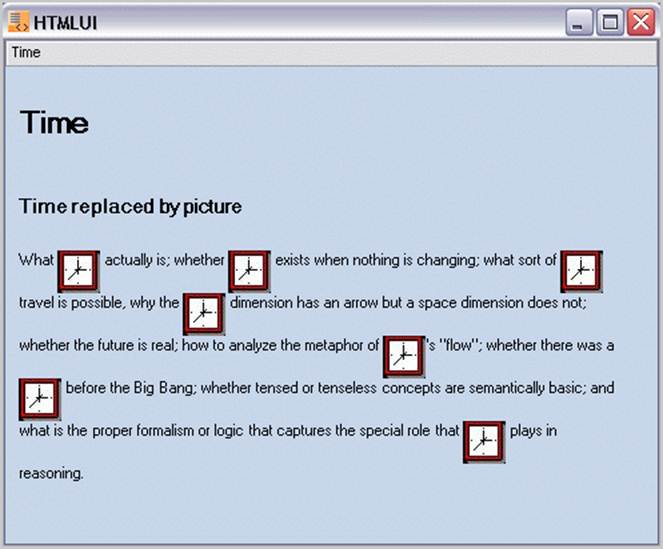 HTMLUI
Time
Time
Time replaced by picture
What actually is; whether exists when nothing is changing; what sort of
travel is possible, why the dimension has an arrow but a space dimension does not;
whether the future is real; how to analyze the metaphor of 's "flow"; whether there was a
before the Big Bang; whether tensed or tenseless concepts are semantically basic; and
what is the proper formalism or logic that captures the special role that plays in
reasoning.